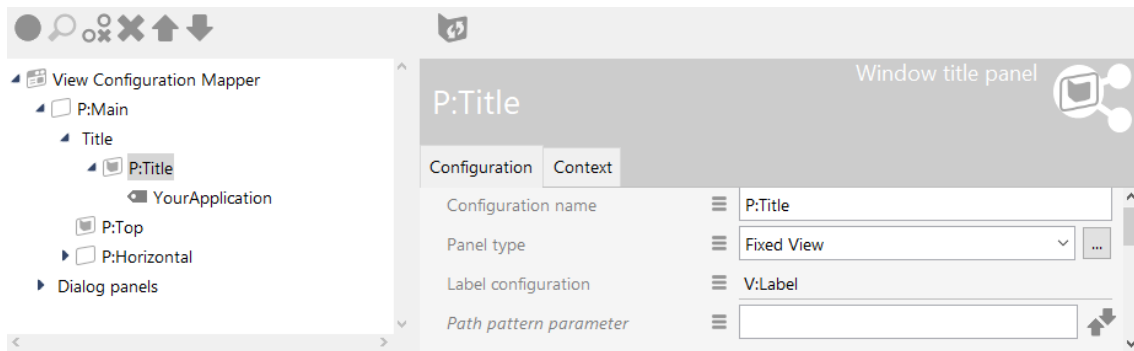 View Configuration Mapper
P:Main
Title
P:Title
YourApplication
P:Top
P:Horizontal
Dialog panels
Window title panel
P:Title
Configuration Context
Configuration name P:Title
Panel type Fixed View ...
Label configuration V:Label
Path pattern parameter